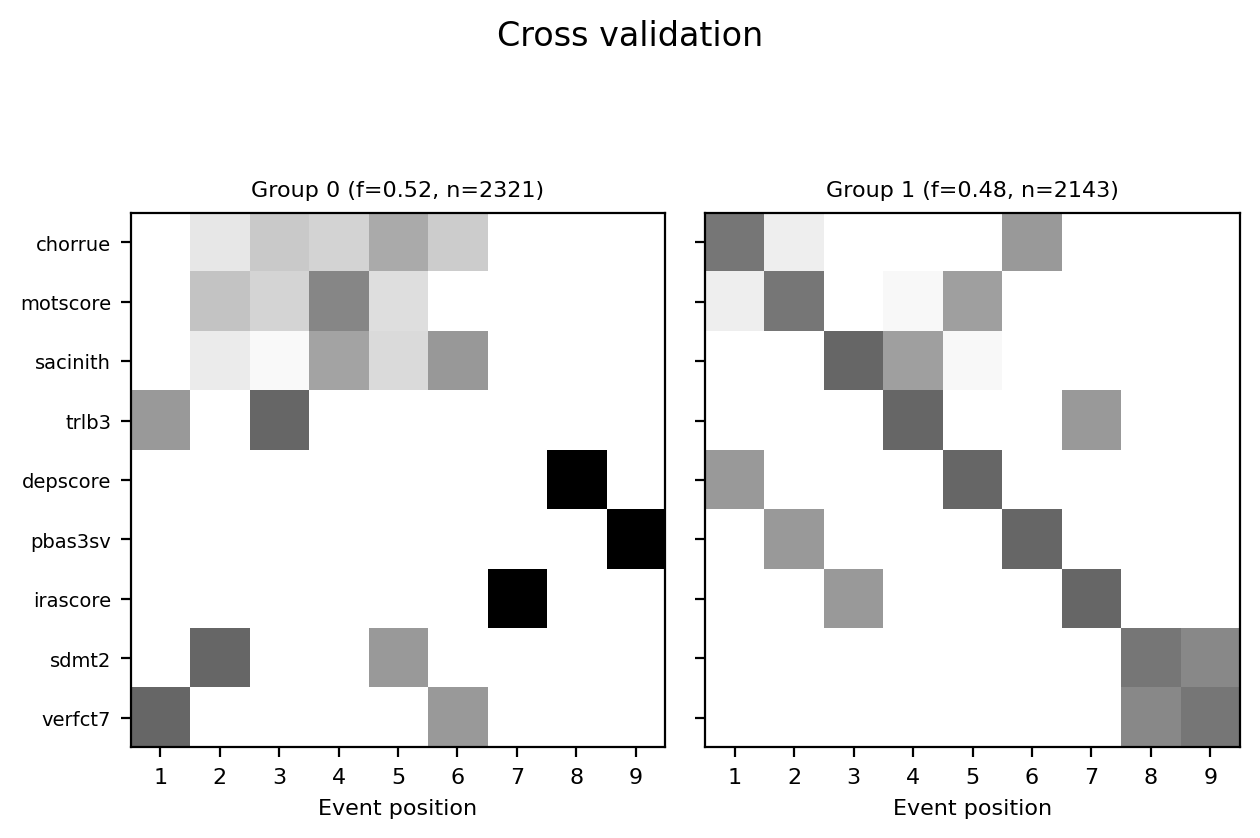 Cross validation
Group 0 (f=0.52, n=2321)
Group 1 (f=0.48, n=2143)
chorrue
motscore
sacinith
trlb3
depscore
pbas3sv
irascore
sdmt2
verfct7
1 2 3 4 5 6 7 8 9
1 2 3 4 5 6 7 8 9
Event position
Event position